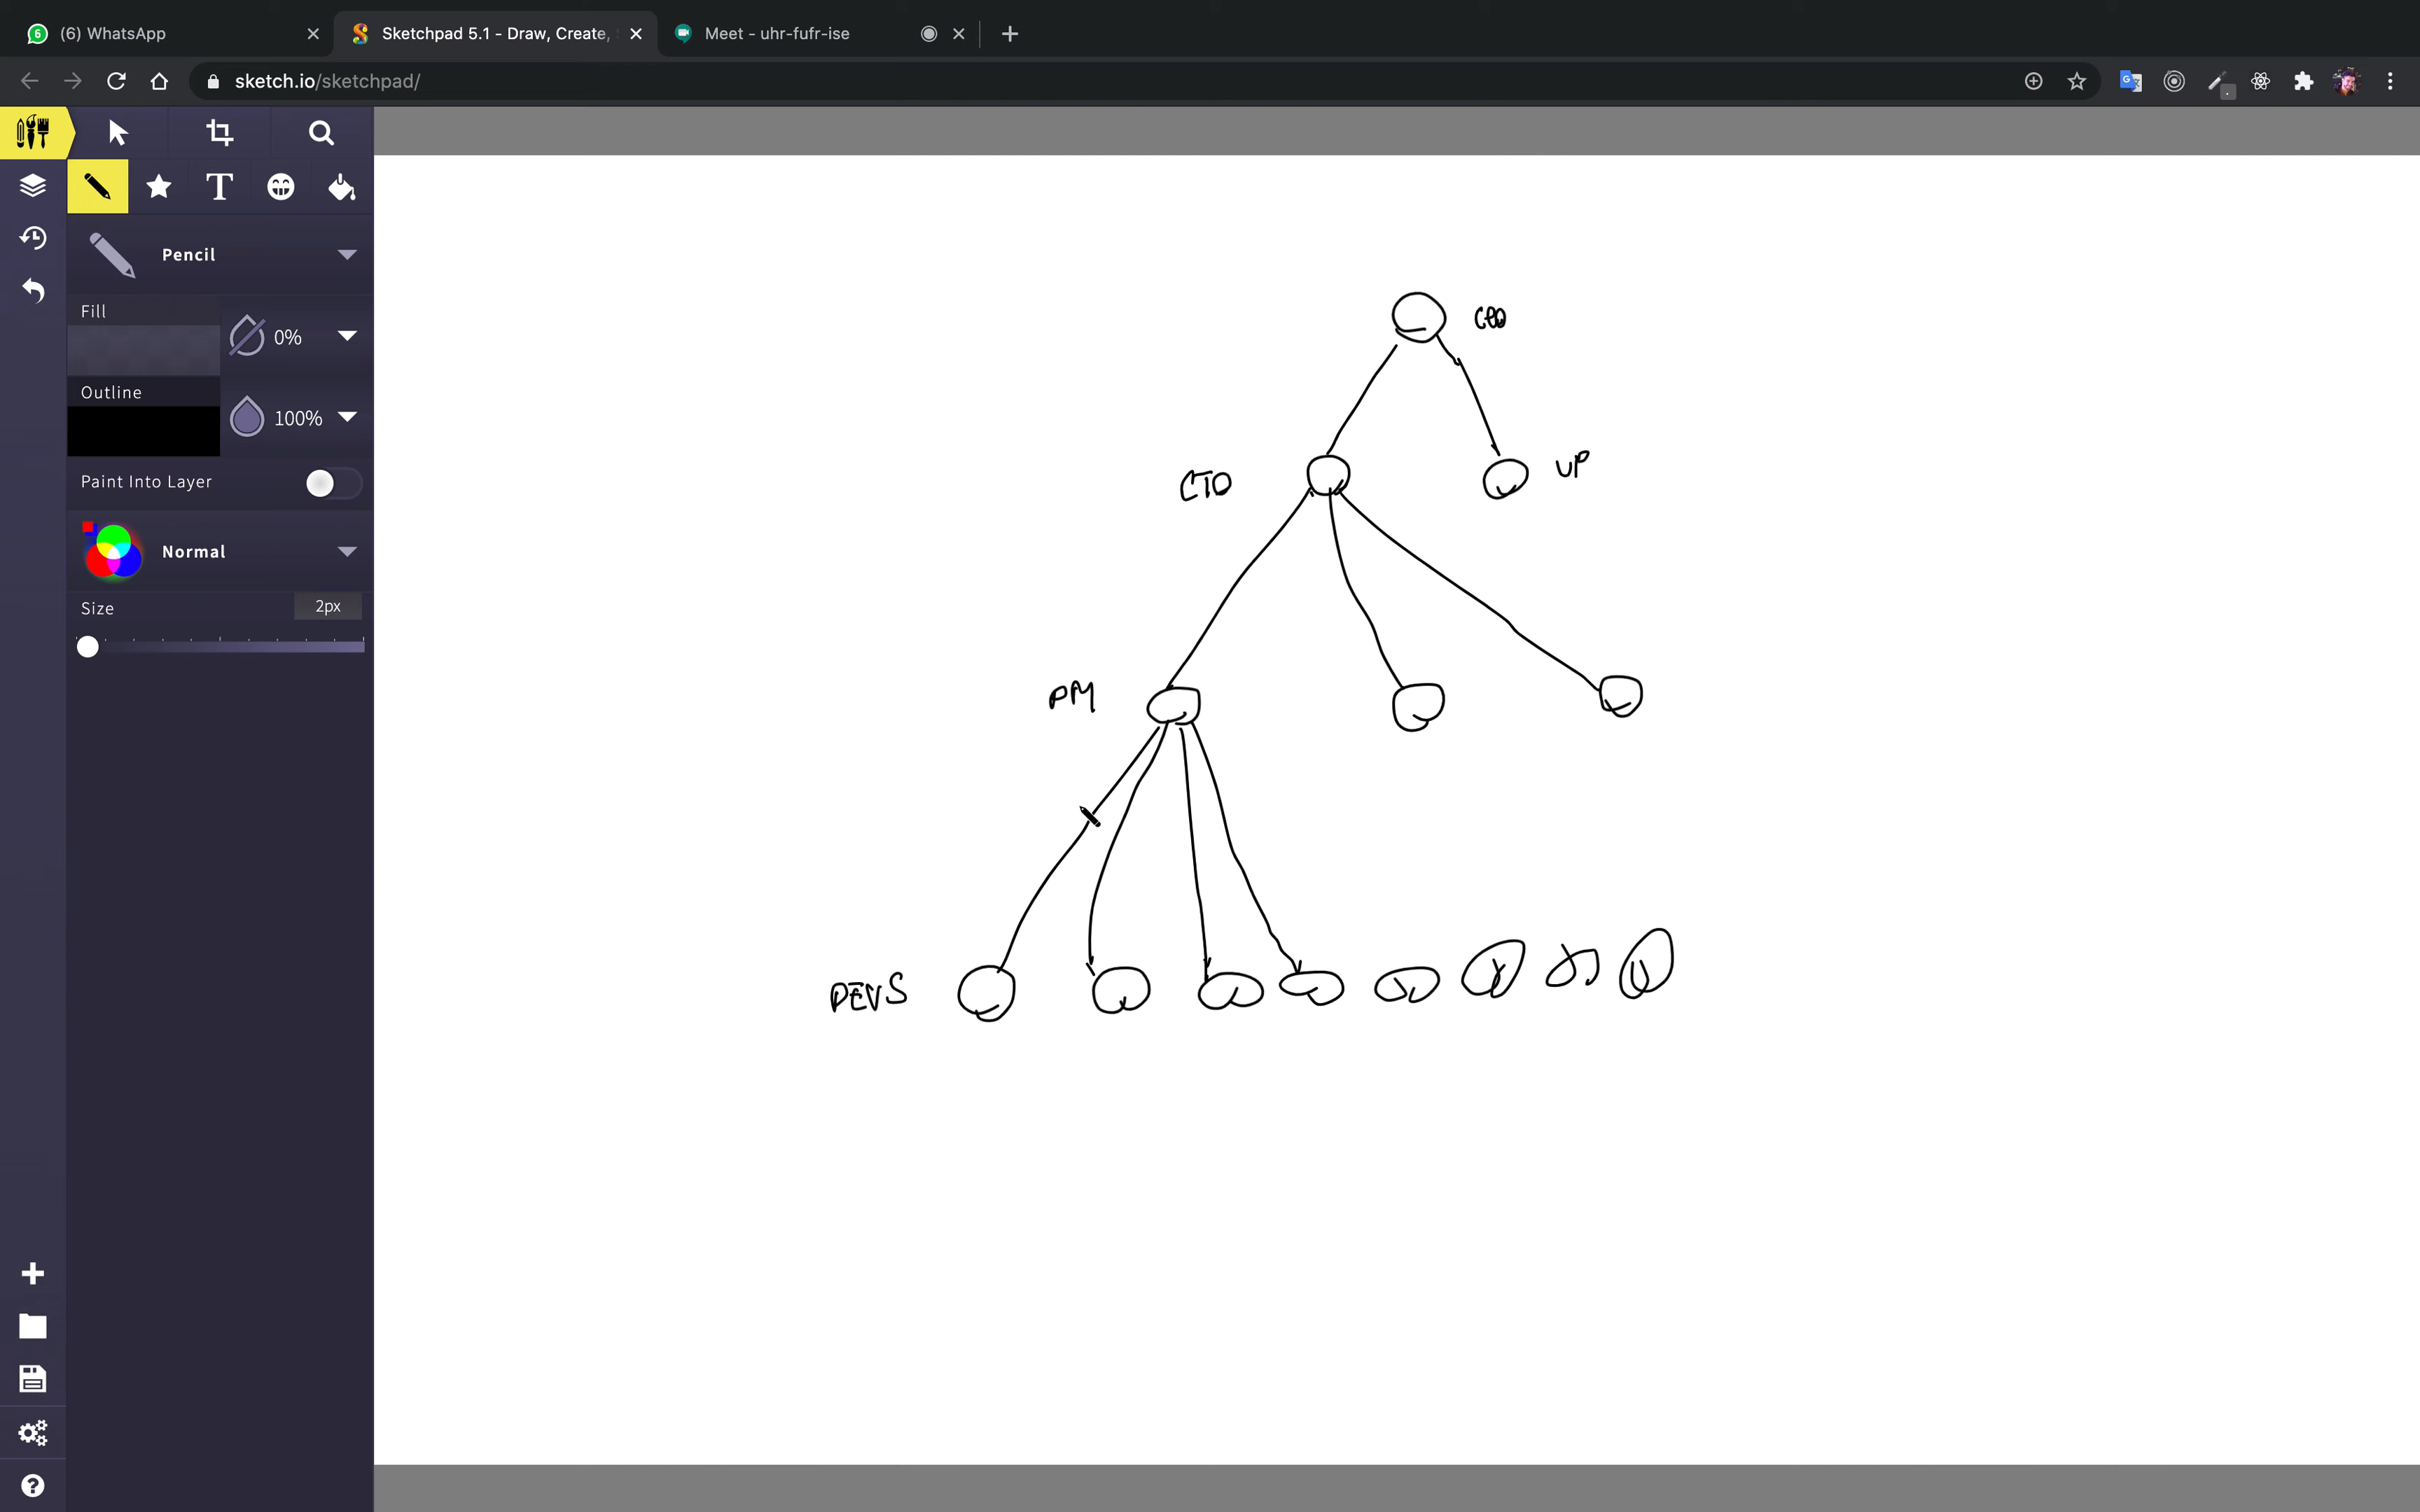 6
(6) WhatsApp
Sketchpad 5.1 - Draw, Create,
Meet - uhr-fufr-ise
sketch.io/sketchpad/
T
Pencil
Fill
0%
Outline
100%
Paint Into Layer
Normal
Size
2px
CEO
CTO
VP
PM
DEVS